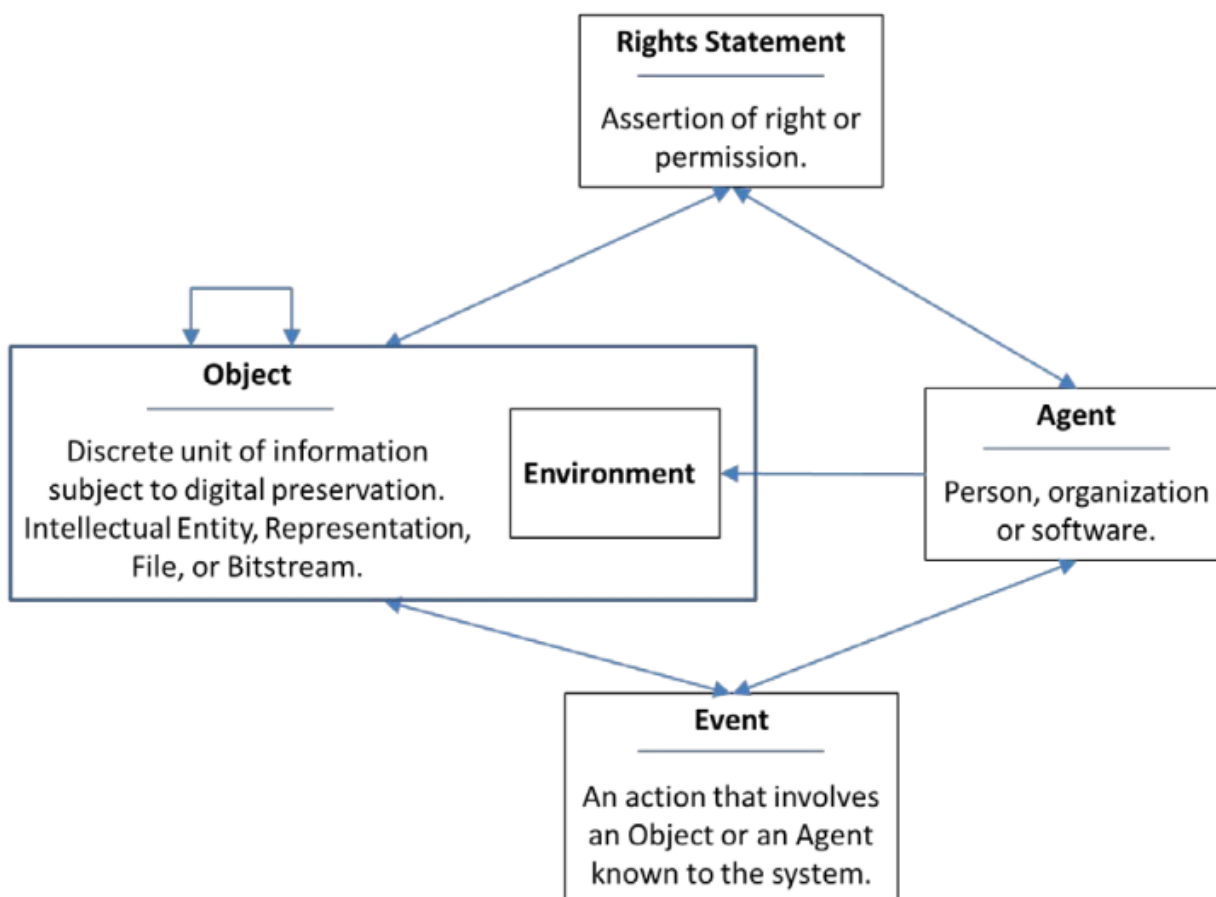 Rights Statement
Assertion of right or
permission.
Object
Discrete unit of information
subject to digital preservation.
Intellectual Entity, Representation,
File, or Bitstream.
Environment
Agent
Person, organization
or software.
Event
An action that involves
an Object or an Agent
known to the system.